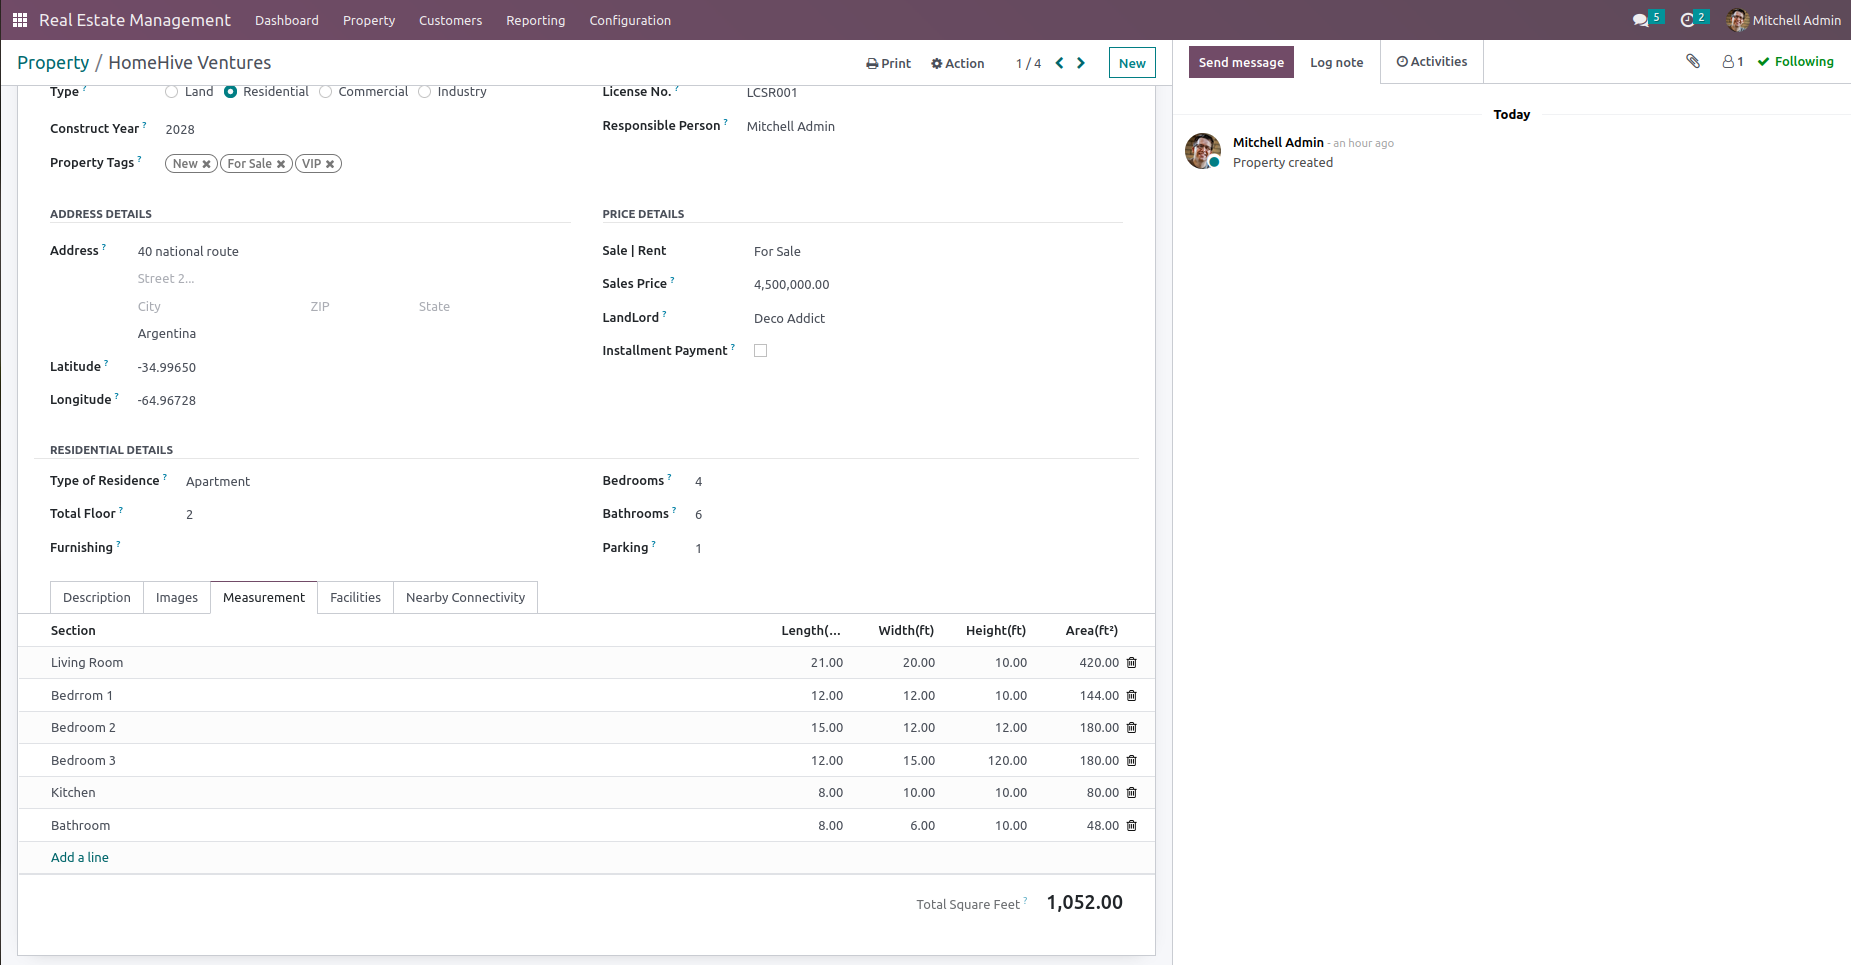 Real Estate Management Dashboard Property Customers Reporting Configuration 5 2 Mitchell Admin
Property / HomeHive Ventures Print Action 1 / 4 New
Send message Log note Activities 1 Following
Type ? Land Residential Commercial Industry
Construct Year ? 2028
Property Tags ? New For Sale VIP
License No. ? LCSR001
Responsible Person ? Mitchell Admin
ADDRESS DETAILS
Address ? 40 national route
Street 2...
City ZIP State
Argentina
Latitude ? -34.99650
Longitude ? -64.96728
PRICE DETAILS
Sale | Rent For Sale
Sales Price ? 4,500,000.00
LandLord ? Deco Addict
Installment Payment ?
RESIDENTIAL DETAILS
Type of Residence ? Apartment
Total Floor ? 2
Furnishing ?
Bedrooms ? 4
Bathrooms ? 6
Parking ? 1
Description Images Measurement Facilities Nearby Connectivity
Section Length(... Width(ft) Height(ft) Area(ft²)
Living Room 21.00 20.00 10.00 420.00
Bedrrom 1 12.00 12.00 10.00 144.00
Bedroom 2 15.00 12.00 12.00 180.00
Bedroom 3 12.00 15.00 120.00 180.00
Kitchen 8.00 10.00 10.00 80.00
Bathroom 8.00 6.00 10.00 48.00
Add a line
Total Square Feet ? 1,052.00
Today
Mitchell Admin - an hour ago
Property created